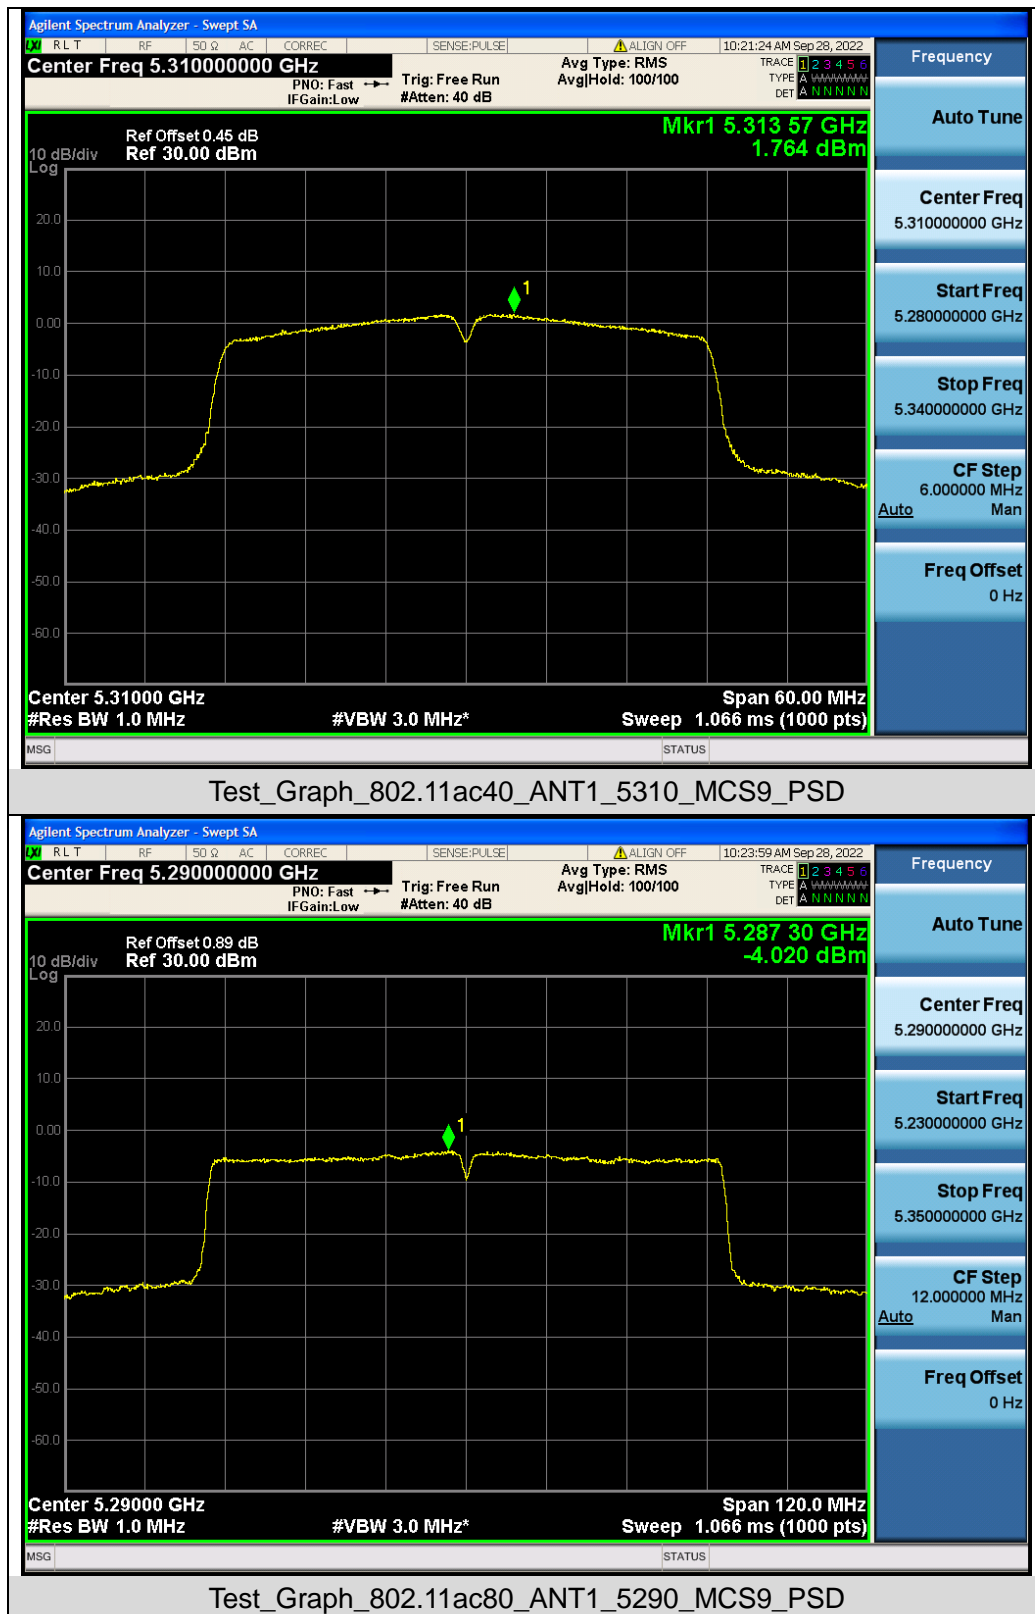 Agilent Spectrum Analyzer - Swept SA
LXI RLT RF 50 Ω AC CORREC SENSE:PULSE ALIGN OFF 10:21:24 AM Sep 28, 2022
Center Freq 5.310000000 GHz
PNO: Fast
IFGain:Low
Trig: Free Run
#Atten: 40 dB
Avg Type: RMS
Avg|Hold: 100/100
TRACE 1 2 3 4 5 6
TYPE A WWWWW
DET A N N N N N
Ref Offset 0.45 dB
Ref 30.00 dBm
10 dB/div
Log
Mkr1 5.313 57 GHz
1.764 dBm
20.0
10.0
1
0.00
-10.0
-20.0
-30.0
-40.0
-50.0
-60.0
Center 5.31000 GHz
#Res BW 1.0 MHz
#VBW 3.0 MHz*
Span 60.00 MHz
Sweep 1.066 ms (1000 pts)
MSG
STATUS
Frequency
Auto Tune
Center Freq
5.310000000 GHz
Start Freq
5.280000000 GHz
Stop Freq
5.340000000 GHz
CF Step
6.000000 MHz
Auto Man
Freq Offset
0 Hz
Test_Graph_802.11ac40_ANT1_5310_MCS9_PSD
Agilent Spectrum Analyzer - Swept SA
LXI RLT RF 50 Ω AC CORREC SENSE:PULSE ALIGN OFF 10:23:59 AM Sep 28, 2022
Center Freq 5.290000000 GHz
PNO: Fast
IFGain:Low
Trig: Free Run
#Atten: 40 dB
Avg Type: RMS
Avg|Hold: 100/100
TRACE 1 2 3 4 5 6
TYPE A WWWWW
DET A N N N N N
Ref Offset 0.89 dB
Ref 30.00 dBm
10 dB/div
Log
Mkr1 5.287 30 GHz
-4.020 dBm
20.0
10.0
0.00
1
-10.0
-20.0
-30.0
-40.0
-50.0
-60.0
Center 5.29000 GHz
#Res BW 1.0 MHz
#VBW 3.0 MHz*
Span 120.0 MHz
Sweep 1.066 ms (1000 pts)
MSG
STATUS
Frequency
Auto Tune
Center Freq
5.290000000 GHz
Start Freq
5.230000000 GHz
Stop Freq
5.350000000 GHz
CF Step
12.000000 MHz
Auto Man
Freq Offset
0 Hz
Test_Graph_802.11ac80_ANT1_5290_MCS9_PSD